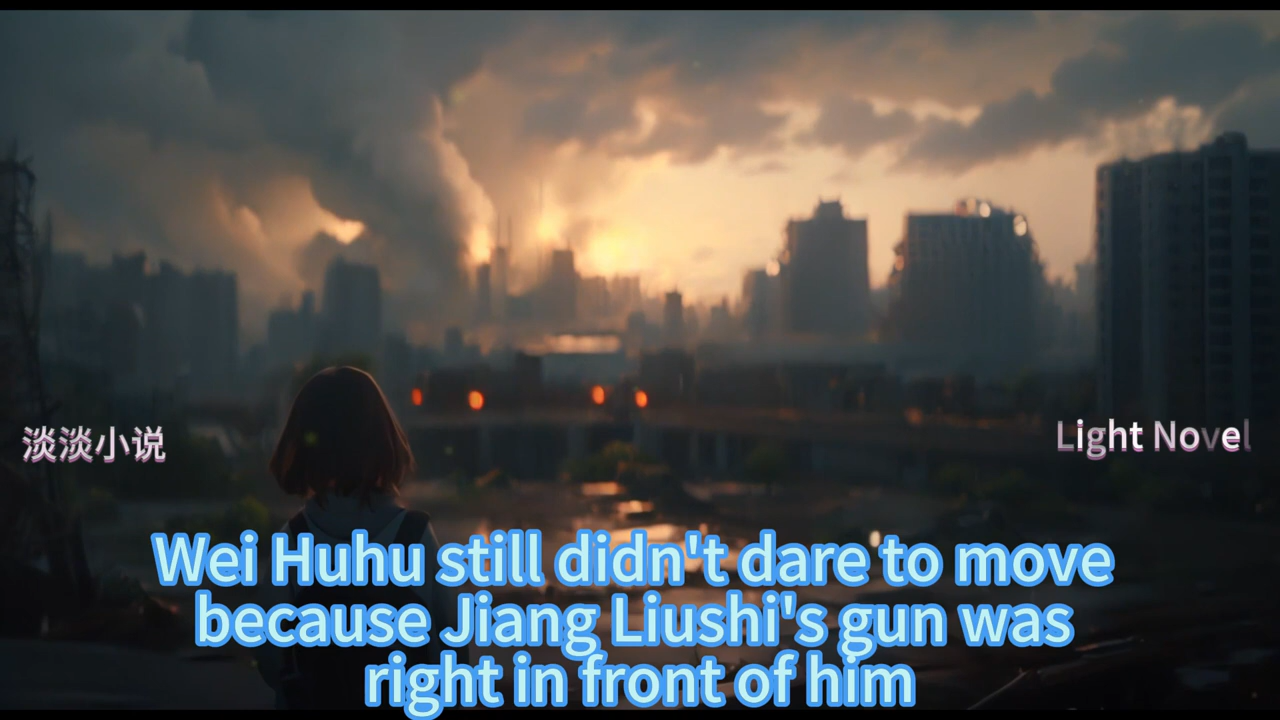 淡淡小说
Light Novel
Wei Huhu still didn't dare to move
because Jiang Liushi's gun was
right in front of him